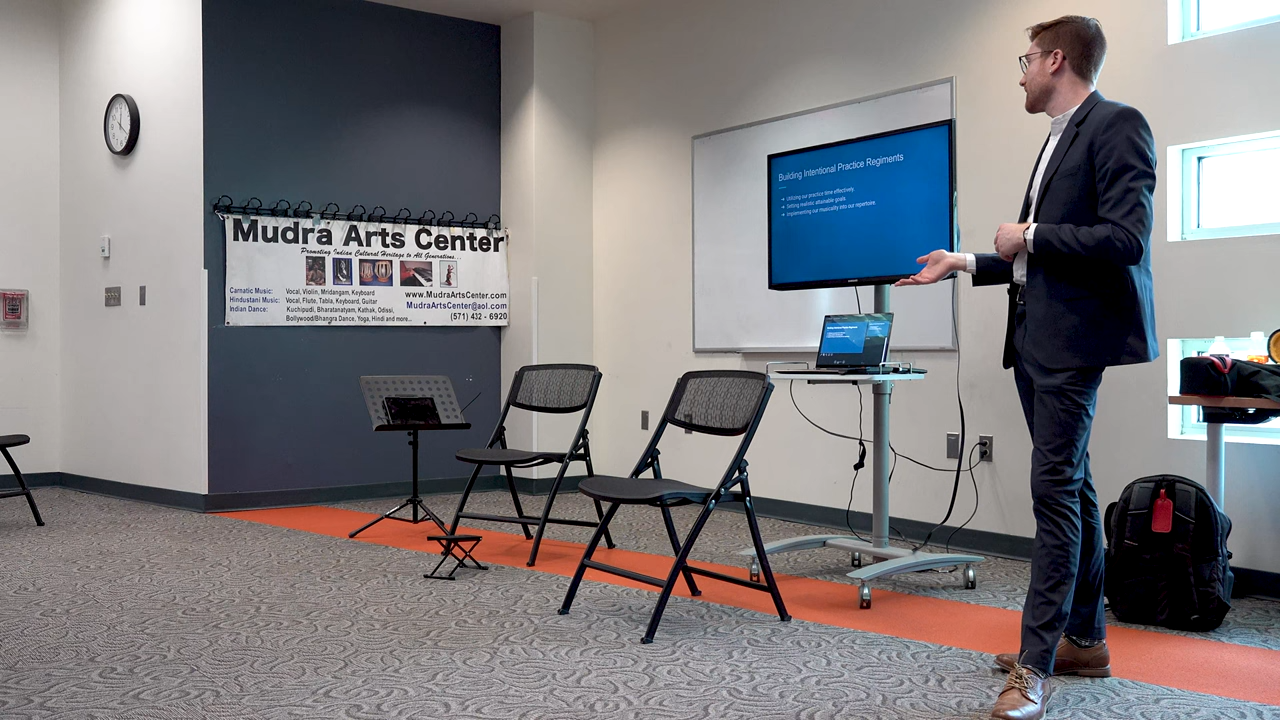 Mudra Arts Center
Promoting Indian Cultural Heritage to All Generations...
Carnatic Music: Vocal, Violin, Mridangam, Keyboard
Hindustani Music: Vocal, Flute, Tabla, Keyboard, Guitar
Indian Dance: Kuchipudi, Bharatanatyam, Kathak, Odissi,
Bollywood/Bhangra Dance, Yoga, Hindi and more...
www.MudraArtsCenter.com
MudraArtsCenter@aol.com
(571) 432 - 6920
Building Intentional Practice Regiments
Utilizing our practice time effectively.
Setting realistic attainable goals.
Implementing our musicality into our repertoire